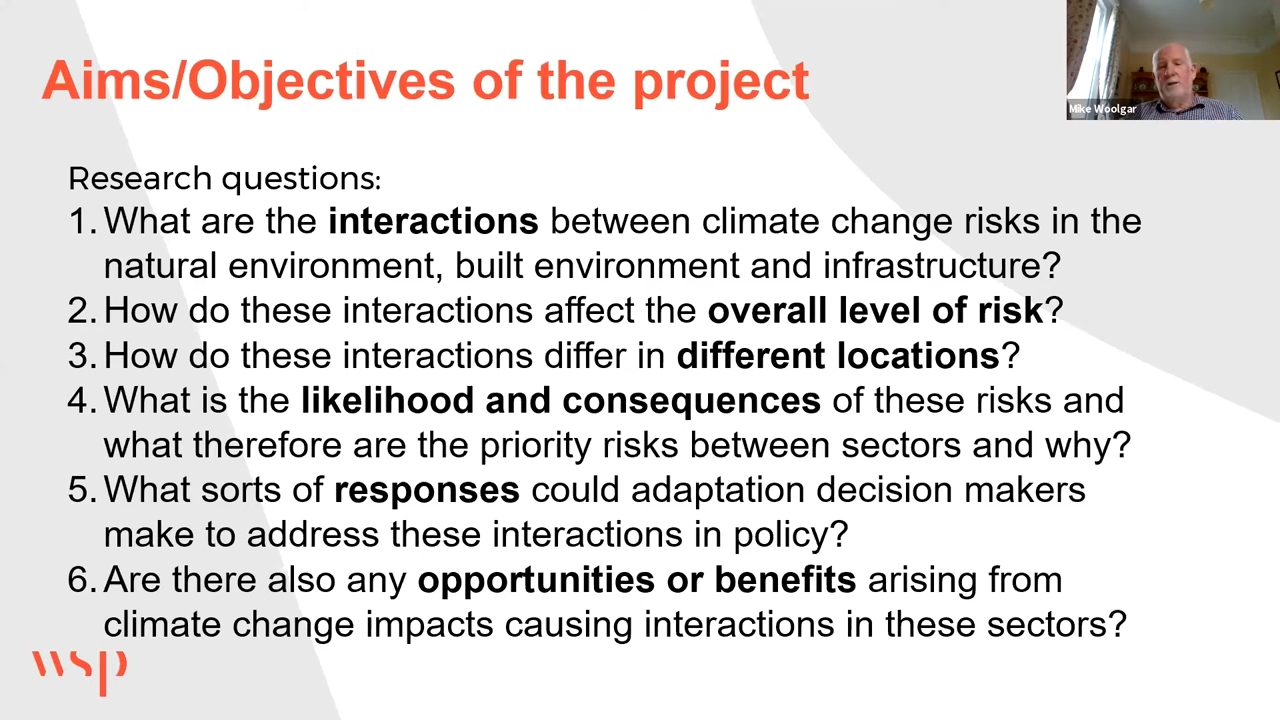 Aims/Objectives of the project
Mike Woolgar
Research questions:
1. What are the interactions between climate change risks in the
natural environment, built environment and infrastructure?
2. How do these interactions affect the overall level of risk?
3. How do these interactions differ in different locations?
4. What is the likelihood and consequences of these risks and
what therefore are the priority risks between sectors and why?
5. What sorts of responses could adaptation decision makers
make to address these interactions in policy?
6. Are there also any opportunities or benefits arising from
climate change impacts causing interactions in these sectors?
wsp